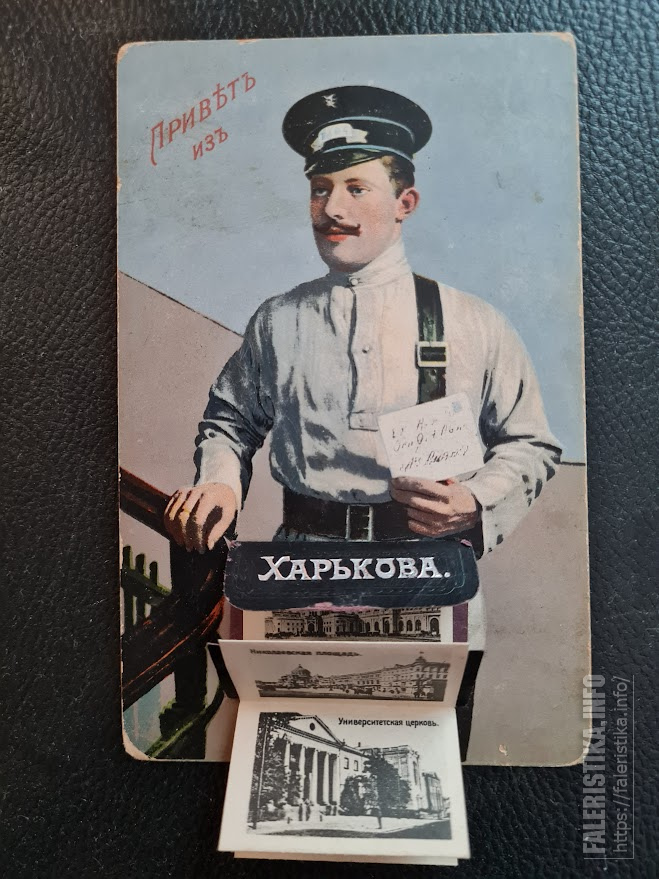 Привѣтъ
изъ
ХАРЬКОВА.
Николаевская площадь.
Университетская церковь.
FALERISTIKA.INFO
https://faleristika.info/